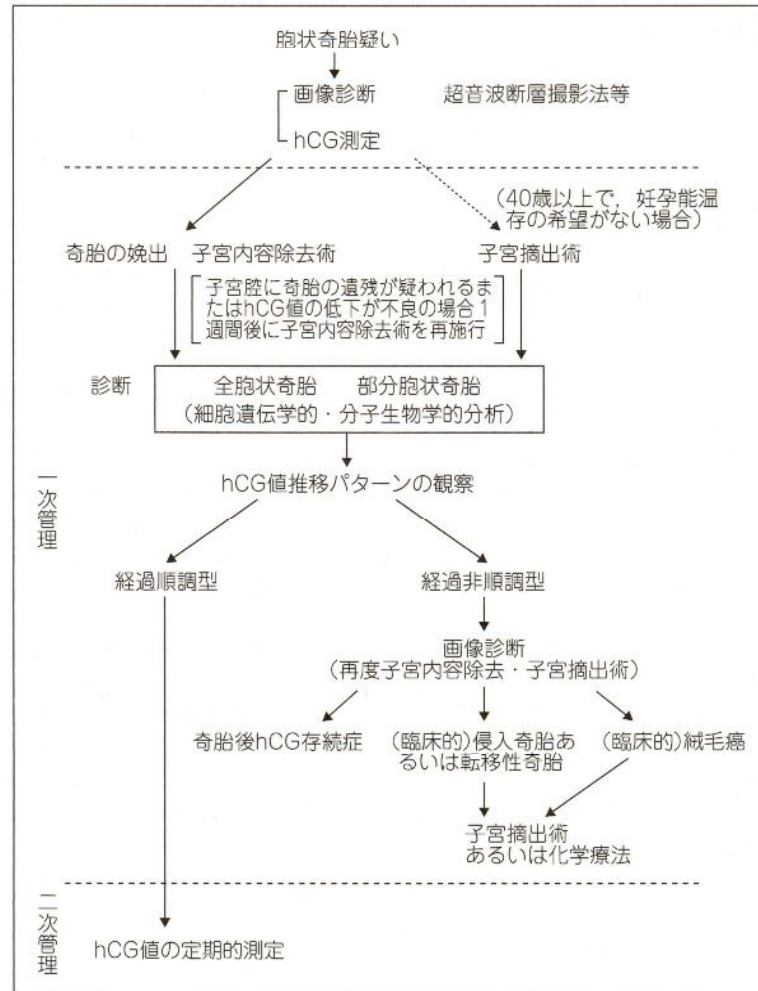 胞状奇胎疑い
画像診断　超音波断層撮影法等
hCG測定
（40歳以上で，妊孕能温
存の希望がない場合）
奇胎の娩出　子宮内容除去術　子宮摘出術
子宮腔に奇胎の遺残が疑われるま
たはhCG値の低下が不良の場合1
週間後に子宮内容除去術を再施行
診断　全胞状奇胎　部分胞状奇胎
（細胞遺伝学的・分子生物学的分析）
一次管理
hCG値推移パターンの観察
経過順調型　経過非順調型
画像診断
（再度子宮内容除去・子宮摘出術）
奇胎後hCG存続症　（臨床的）侵入奇胎あ　（臨床的）絨毛癌
るいは転移性奇胎
子宮摘出術
あるいは化学療法
二次管理
hCG値の定期的測定